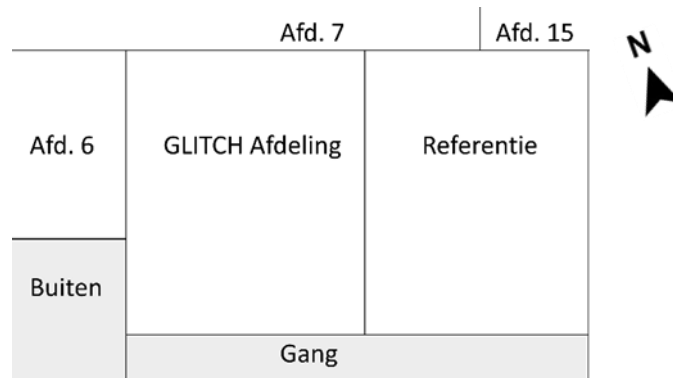 Afd. 7
Afd. 15
N
Afd. 6
GLITCH Afdeling
Referentie
Buiten
Gang